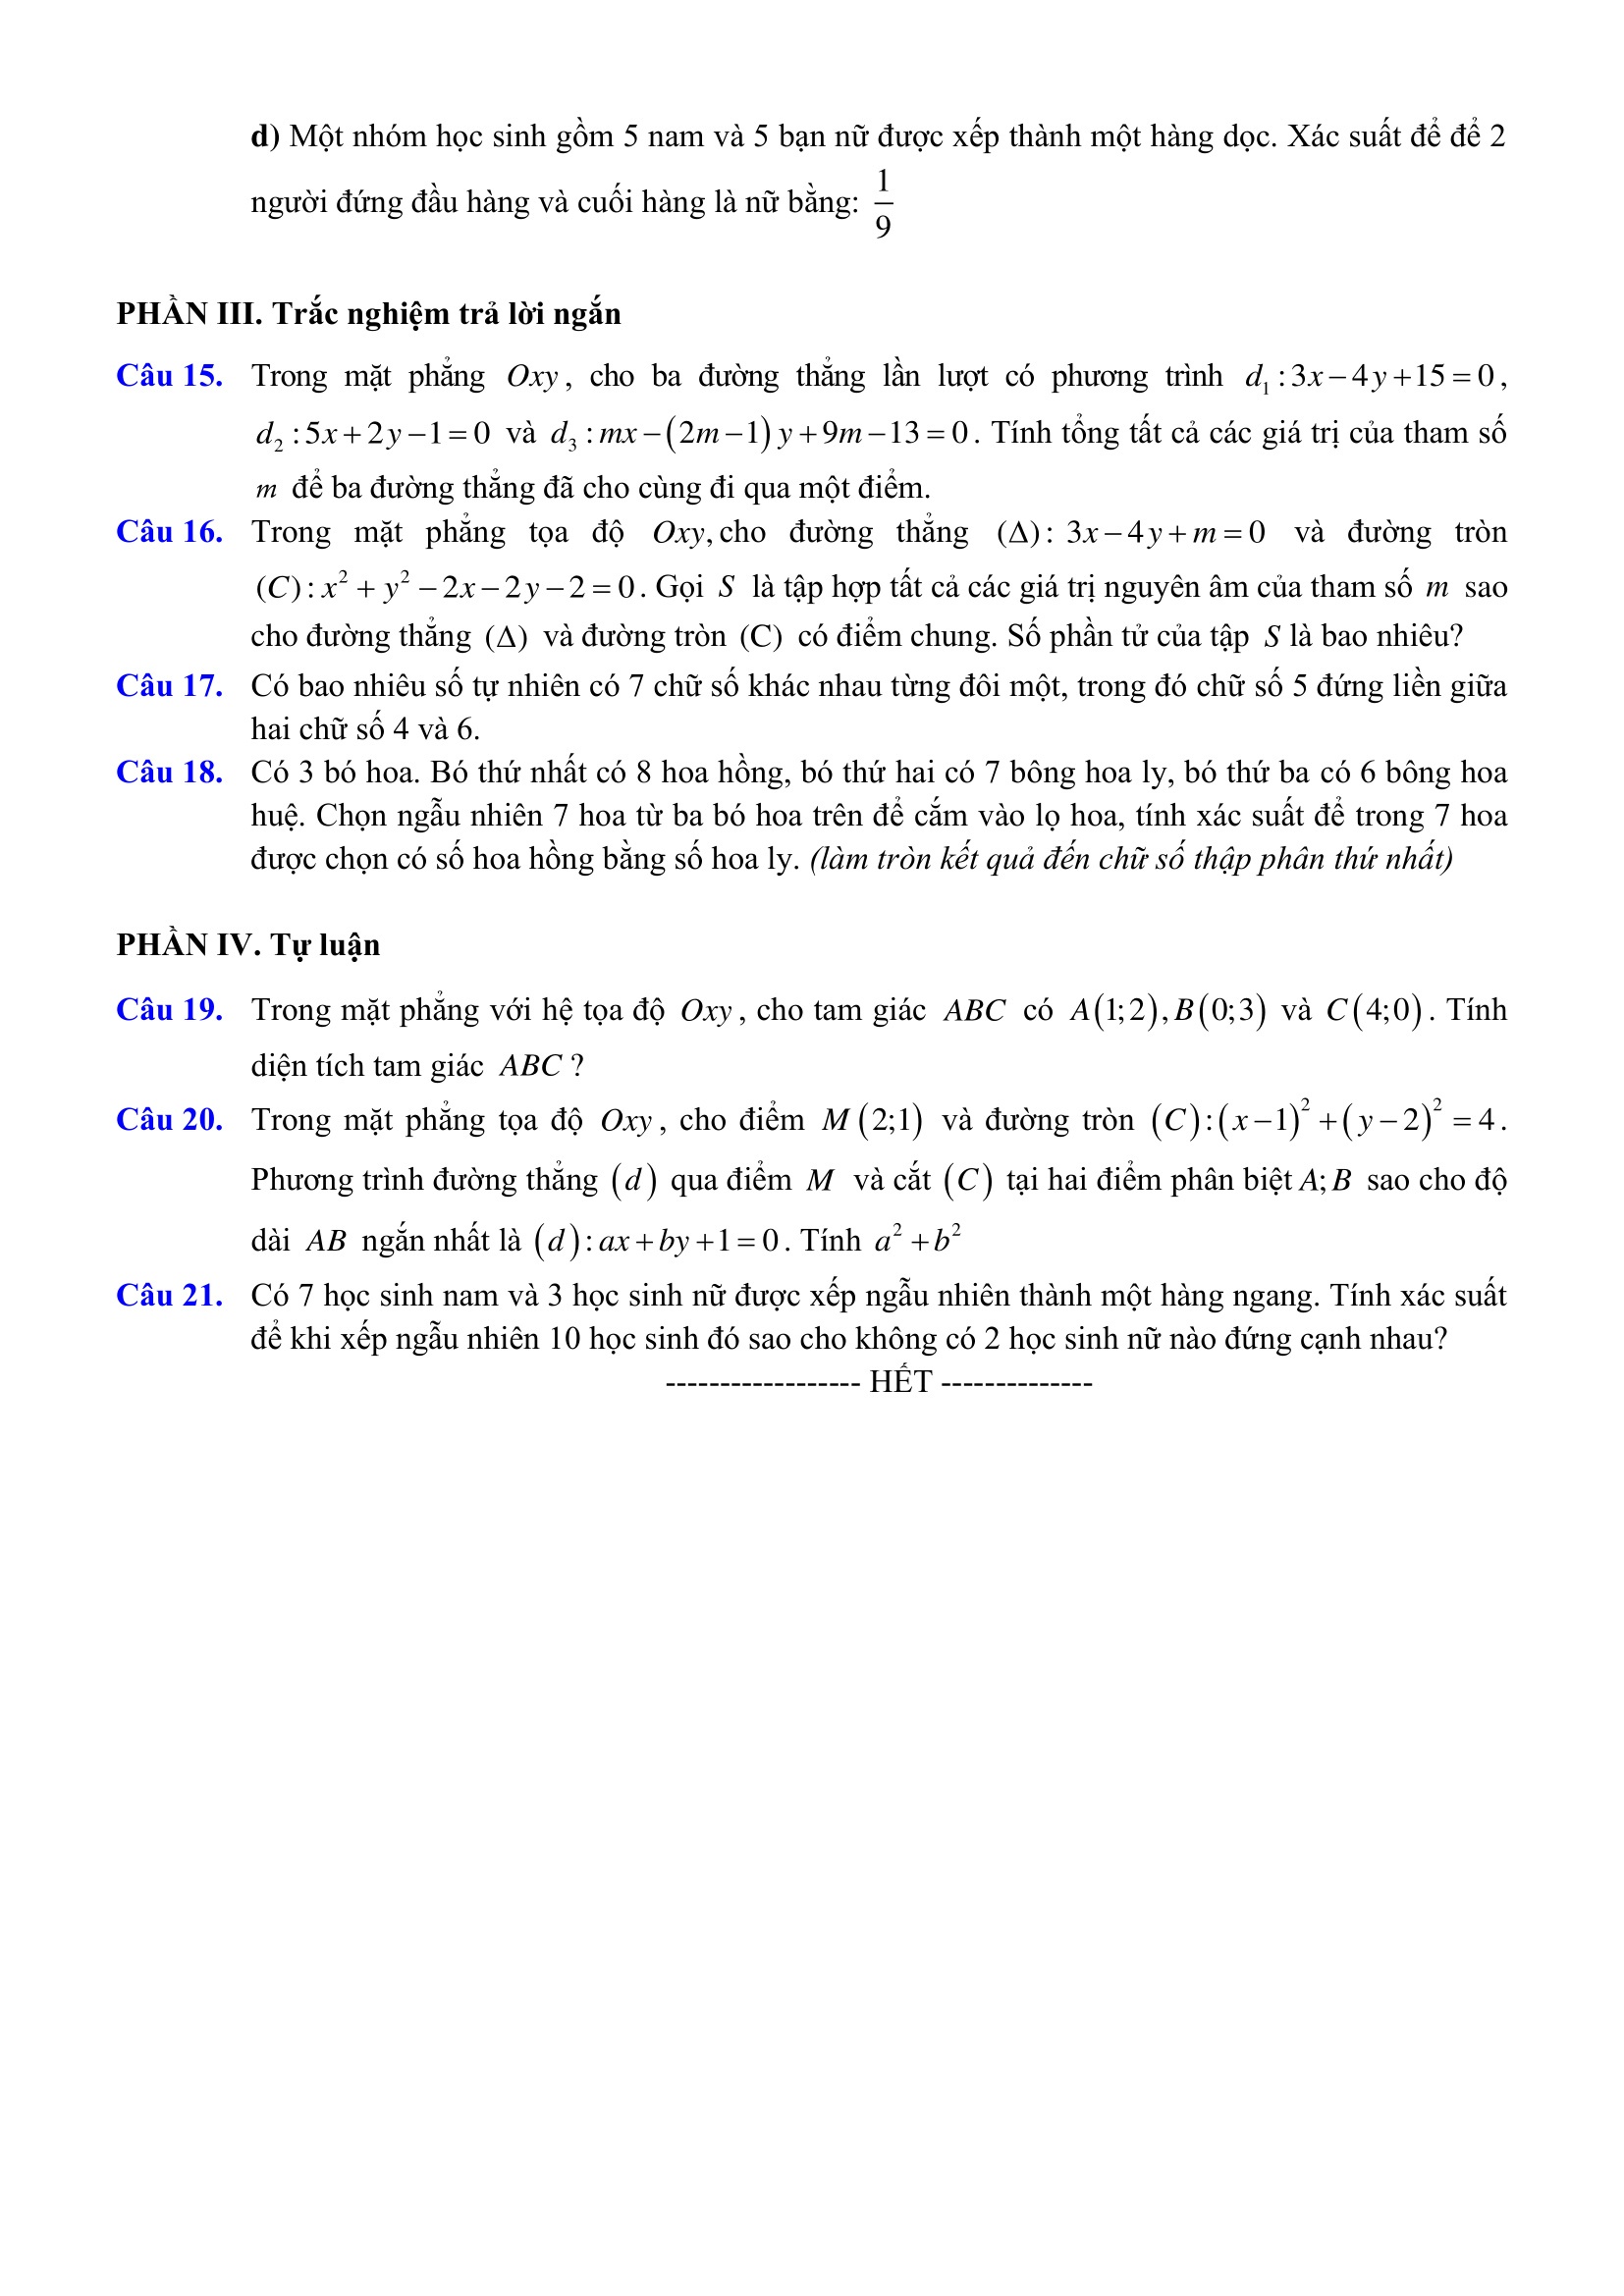 d) Một nhóm học sinh gồm 5 nam và 5 bạn nữ được xếp thành một hàng dọc. Xác suất để để 2
người đứng đầu hàng và cuối hàng là nữ bằng: 1/9
PHẦN III. Trắc nghiệm trả lời ngắn
Câu 15. Trong mặt phẳng Oxy, cho ba đường thẳng lần lượt có phương trình d₁ : 3x − 4y + 15 = 0,
d₂ : 5x + 2y − 1 = 0 và d₃ : mx − (2m − 1) y + 9m − 13 = 0. Tính tổng tất cả các giá trị của tham số
m để ba đường thẳng đã cho cùng đi qua một điểm.
Câu 16. Trong mặt phẳng tọa độ Oxy, cho đường thẳng (Δ): 3x − 4y + m = 0 và đường tròn
(C): x² + y² − 2x − 2y − 2 = 0. Gọi S là tập hợp tất cả các giá trị nguyên âm của tham số m sao
cho đường thẳng (Δ) và đường tròn (C) có điểm chung. Số phần tử của tập S là bao nhiêu?
Câu 17. Có bao nhiêu số tự nhiên có 7 chữ số khác nhau từng đôi một, trong đó chữ số 5 đứng liền giữa
hai chữ số 4 và 6.
Câu 18. Có 3 bó hoa. Bó thứ nhất có 8 hoa hồng, bó thứ hai có 7 bông hoa ly, bó thứ ba có 6 bông hoa
huệ. Chọn ngẫu nhiên 7 hoa từ ba bó hoa trên để cắm vào lọ hoa, tính xác suất để trong 7 hoa
được chọn có số hoa hồng bằng số hoa ly. (làm tròn kết quả đến chữ số thập phân thứ nhất)
PHẦN IV. Tự luận
Câu 19. Trong mặt phẳng với hệ tọa độ Oxy, cho tam giác ABC có A(1;2), B(0;3) và C(4;0). Tính
diện tích tam giác ABC ?
Câu 20. Trong mặt phẳng tọa độ Oxy, cho điểm M(2;1) và đường tròn (C):(x−1)² + (y−2)² = 4.
Phương trình đường thẳng (d) qua điểm M và cắt (C) tại hai điểm phân biệt A; B sao cho độ
dài AB ngắn nhất là (d): ax + by + 1 = 0. Tính a² + b²
Câu 21. Có 7 học sinh nam và 3 học sinh nữ được xếp ngẫu nhiên thành một hàng ngang. Tính xác suất
để khi xếp ngẫu nhiên 10 học sinh đó sao cho không có 2 học sinh nữ nào đứng cạnh nhau?
------------------ HẾT --------------